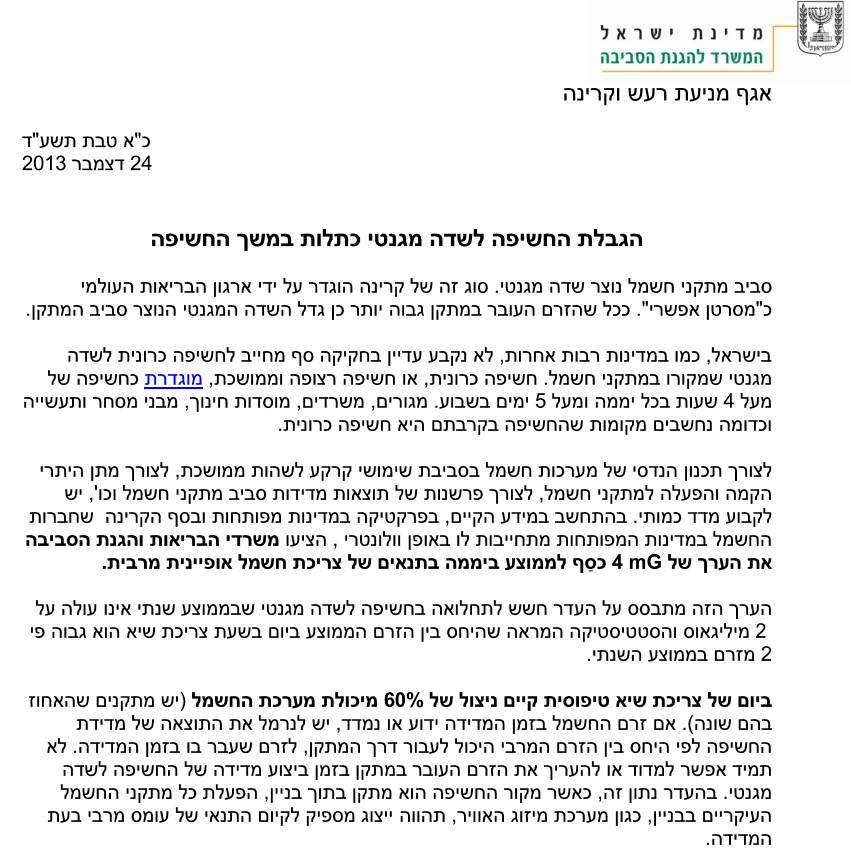 מדינת ישראל
המשרד להגנת הסביבה
אגף מניעת רעש וקרינה
כ"א טבת תשע"ד
24 דצמבר 2013
הגבלת החשיפה לשדה מגנטי כתלות במשך החשיפה
סביב מתקני חשמל נוצר שדה מגנטי. סוג זה של קרינה הוגדר על ידי ארגון הבריאות העולמי
כ"מסרטן אפשרי". ככל שהזרם העובר במתקן גבוה יותר כן גדל השדה המגנטי הנוצר סביב המתקן.
בישראל, כמו במדינות רבות אחרות, לא נקבע עדיין בחקיקה סף מחייב לחשיפה כרונית לשדה
מגנטי שמקורו במתקני חשמל. חשיפה כרונית, או חשיפה רצופה וממושכת, מוגדרת כחשיפה של
מעל 4 שעות בכל יממה ומעל 5 ימים בשבוע. מגורים, משרדים, מוסדות חינוך, מבני מסחר ותעשייה
וכדומה נחשבים מקומות שהחשיפה בקרבתם היא חשיפה כרונית.
לצורך תכנון הנדסי של מערכות חשמל בסביבת שימושי קרקע לשהות ממושכת, לצורך מתן היתרי
הקמה והפעלה למתקני חשמל, לצורך פרשנות של תוצאות מדידות סביב מתקני חשמל וכו', יש
לקבוע מדד כמותי. בהתחשב במידע הקיים, בפרקטיקה במדינות מפותחות ובסף הקרינה  שחברות
החשמל במדינות המפותחות מתחייבות לו באופן וולונטרי , הציעו משרדי הבריאות והגנת הסביבה
את הערך של 4 mG כסַף לממוצע ביממה בתנאים של צריכת חשמל אופיינית מרבית.
הערך הזה מתבסס על העדר חשש לתחלואה בחשיפה לשדה מגנטי שבממוצע שנתי אינו עולה על
2 מיליגאוס והסטטיסטיקה המראה שהיחס בין הזרם הממוצע ביום בשעת צריכת שיא הוא גבוה פי
2 מזרם בממוצע השנתי.
ביום של צריכת שיא טיפוסית קיים ניצול של 60% מיכולת מערכת החשמל (יש מתקנים שהאחוז
בהם שונה). אם זרם החשמל בזמן המדידה ידוע או נמדד, יש לנרמל את התוצאה של מדידת
החשיפה לפי היחס בין הזרם המרבי היכול לעבור דרך המתקן, לזרם שעבר בו בזמן המדידה. לא
תמיד אפשר למדוד או להעריך את הזרם העובר במתקן בזמן ביצוע מדידה של החשיפה לשדה
מגנטי. בהעדר נתון זה, כאשר מקור החשיפה הוא מתקן בתוך בניין, הפעלת כל מתקני החשמל
העיקריים בבניין, כגון מערכת מיזוג האוויר, תהווה ייצוג מספיק לקיום התנאי של עומס מרבי בעת
המדידה.